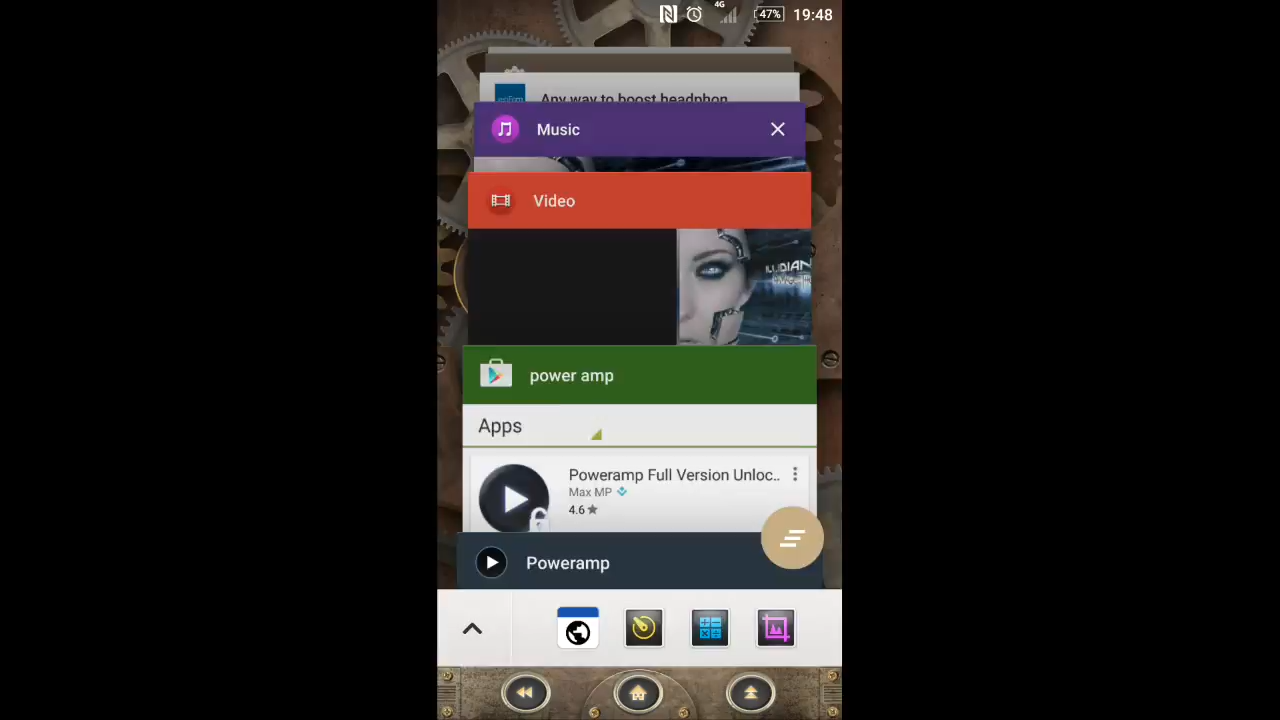 4G
47%
19:48
Any way to boost headphon
Music
Video
power amp
Apps
Poweramp Full Version Unloc..
Max MP
4.6
Poweramp